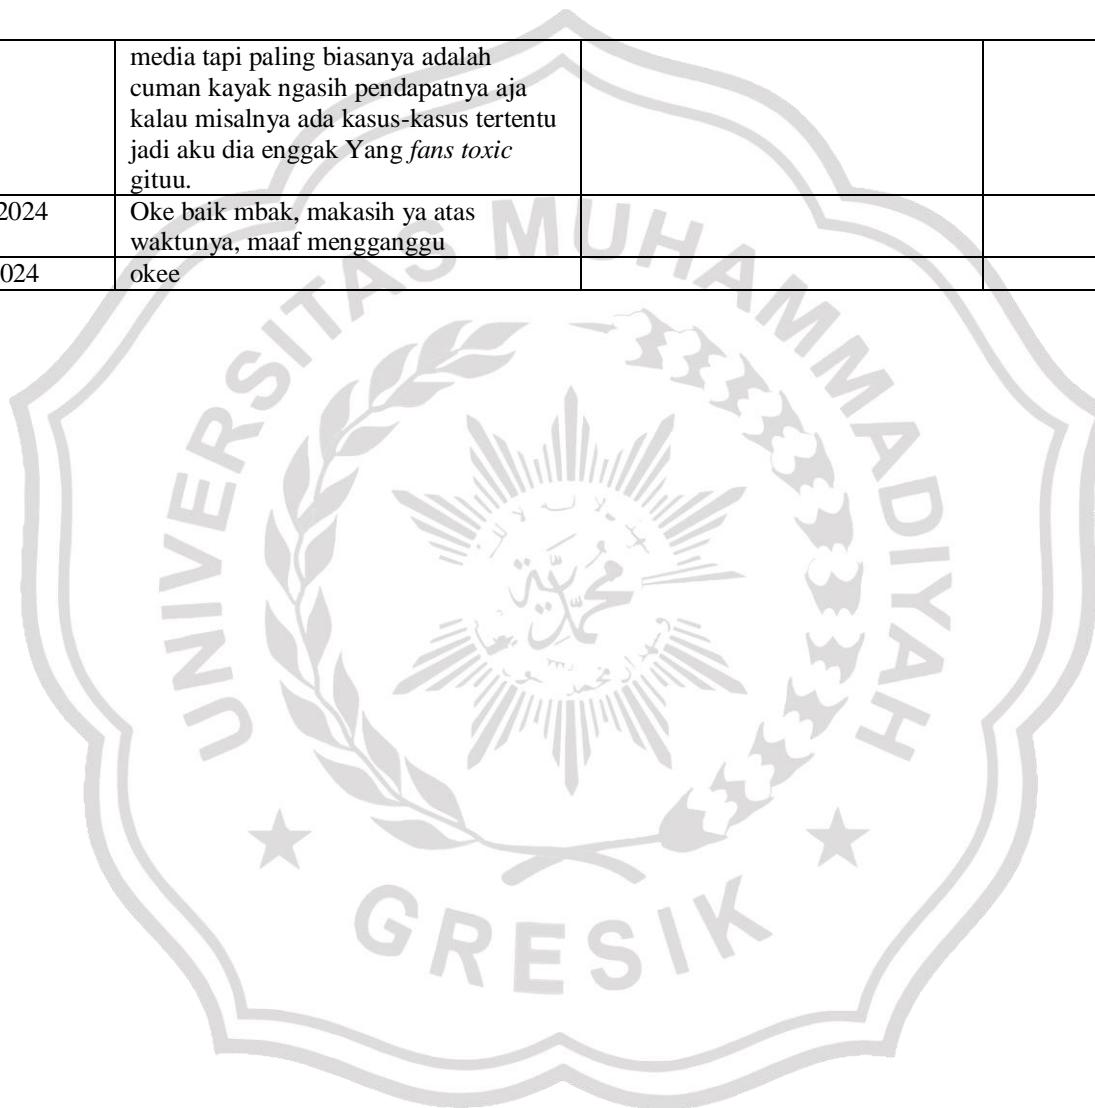 media tapi paling biasanya adalah
cuman kayak ngasih pendapatnya aja
kalau misalnya ada kasus-kasus tertentu
jadi aku dia enggak Yang fans toxic
gituu.
2024 Oke baik mbak, makasih ya atas
waktunya, maaf mengganggu
024 okee
UNIVERSITAS MUHAMMADIYAH
GRESIK